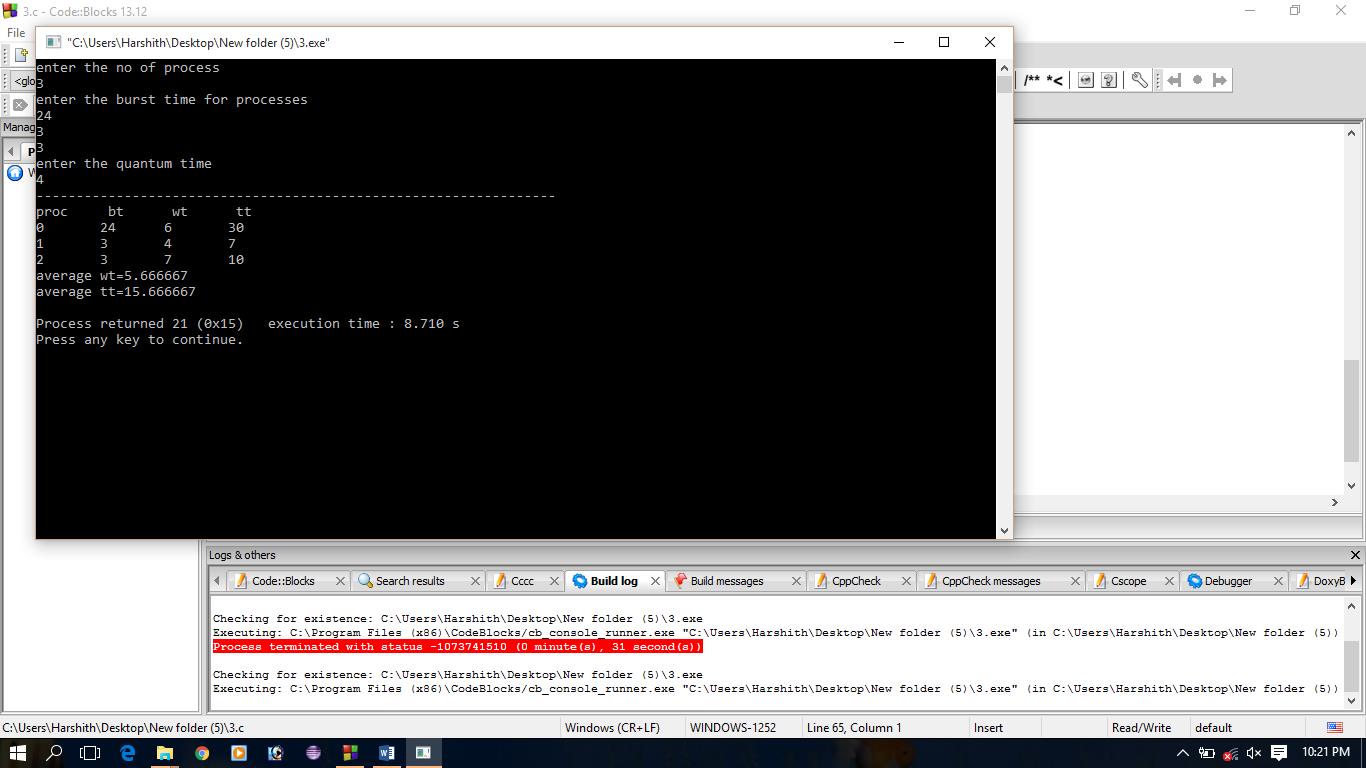 3.c - Code::Blocks 13.12
File
"C:\Users\Harshith\Desktop\New folder (5)\3.exe"
<glo
/** *<
Manag
P
W
enter the no of process
3
enter the burst time for processes
24
3
3
enter the quantum time
4
-----------------------------------------------------------------
proc bt wt tt
0 24 6 30
1 3 4 7
2 3 7 10
average wt=5.666667
average tt=15.666667
Process returned 21 (0x15) execution time : 8.710 s
Press any key to continue.
Logs & others
Code::Blocks Search results Cccc Build log Build messages CppCheck CppCheck messages Cscope Debugger DoxyB
Checking for existence: C:\Users\Harshith\Desktop\New folder (5)\3.exe
Executing: C:\Program Files (x86)\CodeBlocks/cb_console_runner.exe "C:\Users\Harshith\Desktop\New folder (5)\3.exe" (in C:\Users\Harshith\Desktop\New folder (5))
Process terminated with status -1073741510 (0 minute(s), 31 second(s))
Checking for existence: C:\Users\Harshith\Desktop\New folder (5)\3.exe
Executing: C:\Program Files (x86)\CodeBlocks/cb_console_runner.exe "C:\Users\Harshith\Desktop\New folder (5)\3.exe" (in C:\Users\Harshith\Desktop\New folder (5))
C:\Users\Harshith\Desktop\New folder (5)\3.c Windows (CR+LF) WINDOWS-1252 Line 65, Column 1 Insert Read/Write default
10:21 PM